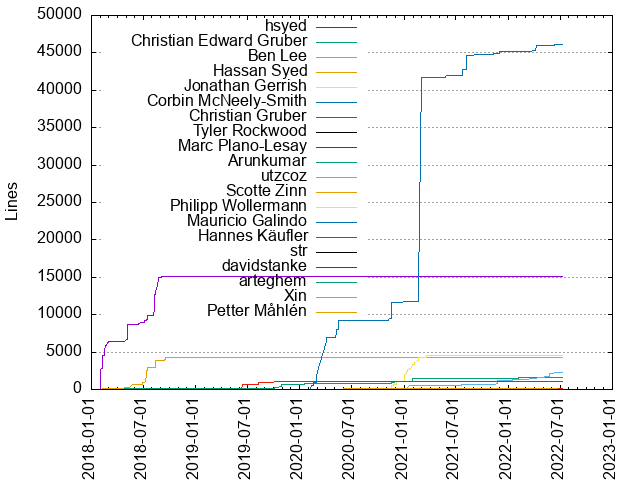 50000
45000
40000
35000
30000
25000
20000
15000
10000
5000
0
Lines
hsyed
Christian Edward Gruber
Ben Lee
Hassan Syed
Jonathan Gerrish
Corbin McNeely-Smith
Christian Gruber
Tyler Rockwood
Marc Plano-Lesay
Arunkumar
utzcoz
Scotte Zinn
Philipp Wollermann
Mauricio Galindo
Hannes Käufler
str
davidstanke
arteghem
Xin
Petter Måhlén
2018-01-01
2018-07-01
2019-01-01
2019-07-01
2020-01-01
2020-07-01
2021-01-01
2021-07-01
2022-01-01
2022-07-01
2023-01-01